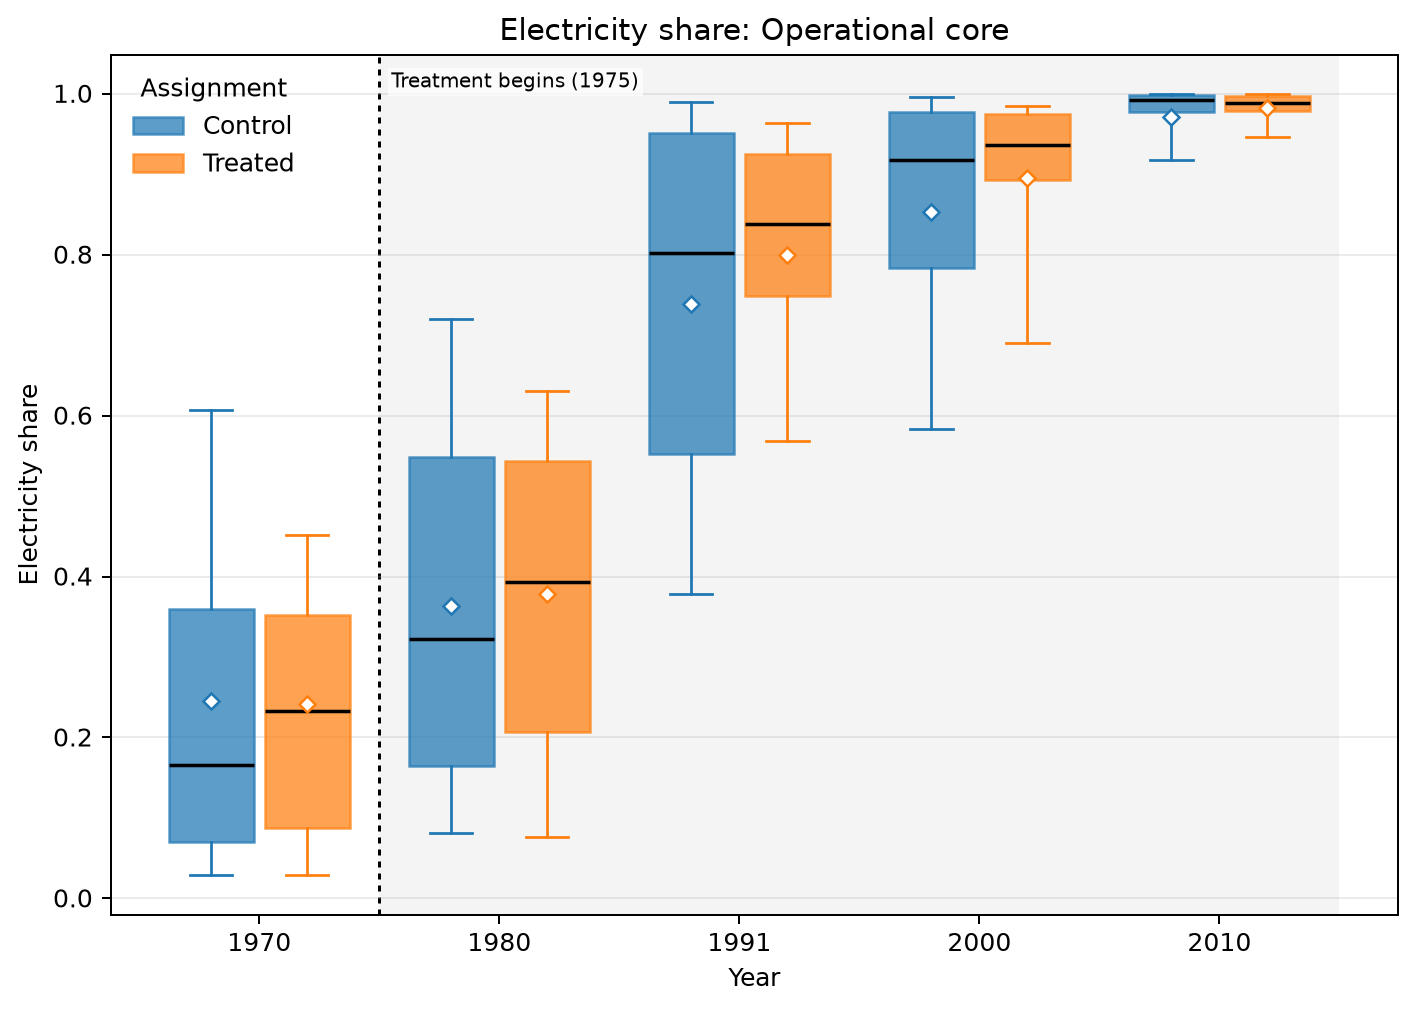 Electricity share: Operational core
Assignment
Control
Treated
Treatment begins (1975)
Electricity share
1.0
0.8
0.6
0.4
0.2
0.0
1970
1980
1991
2000
2010
Year